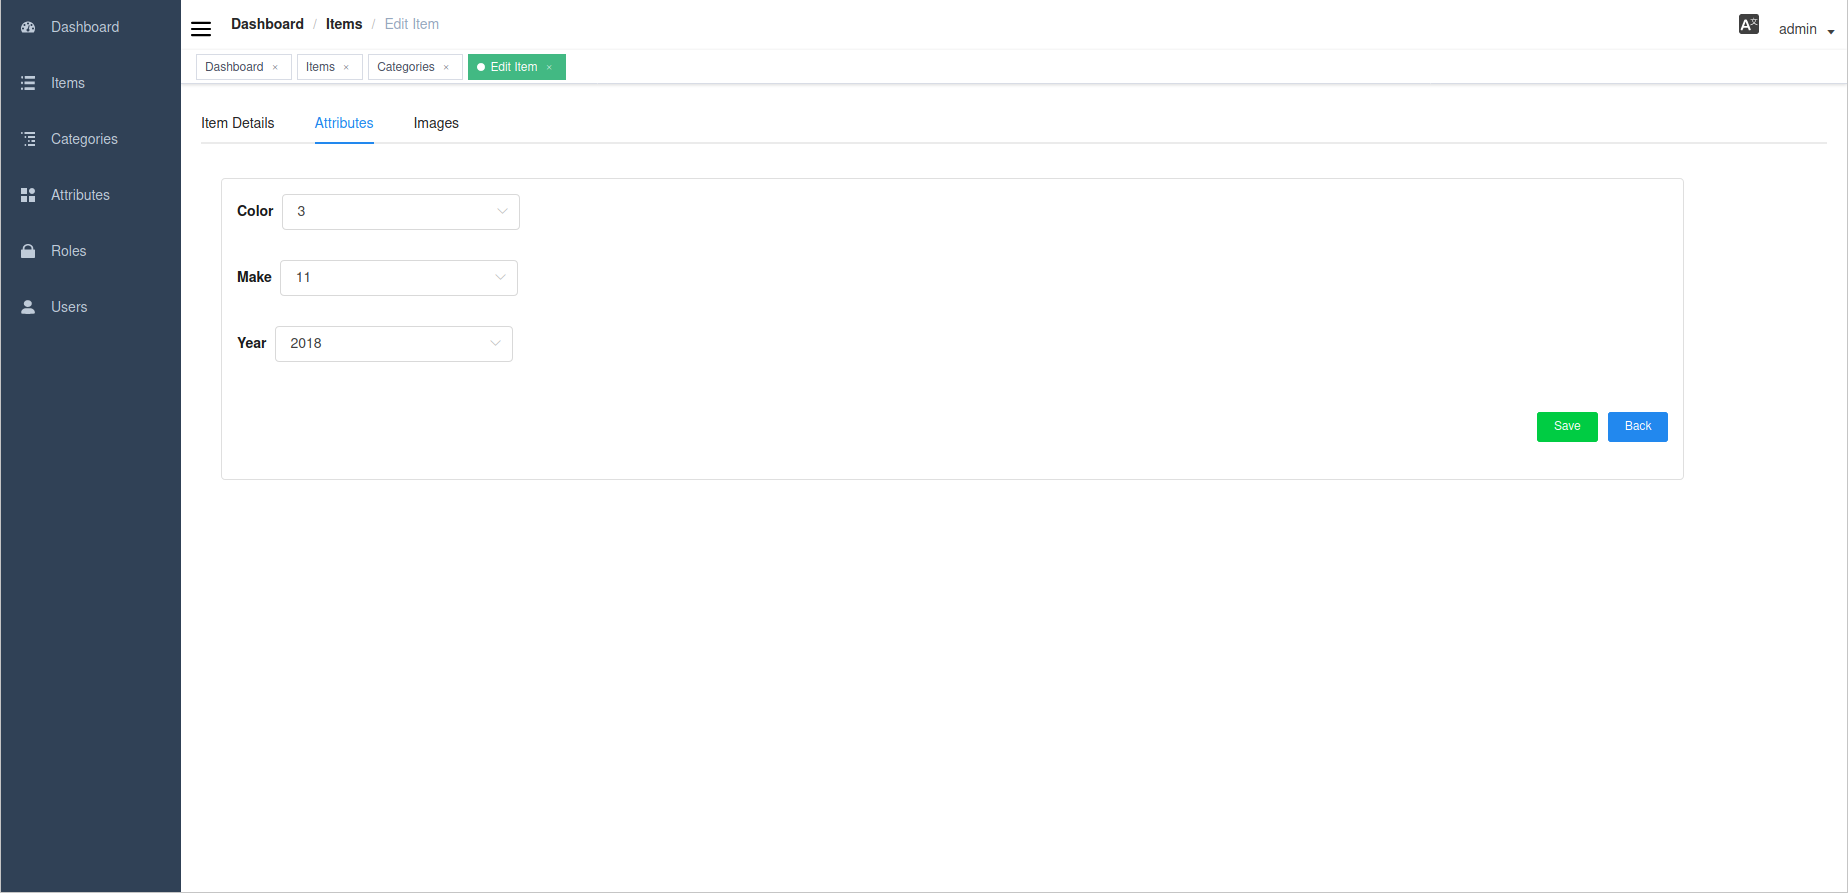 Dashboard
Items
Categories
Attributes
Roles
Users
Dashboard / Items / Edit Item
admin
Dashboard × Items × Categories × Edit Item ×
Item Details Attributes Images
Color 3
Make 11
Year 2018
Save Back